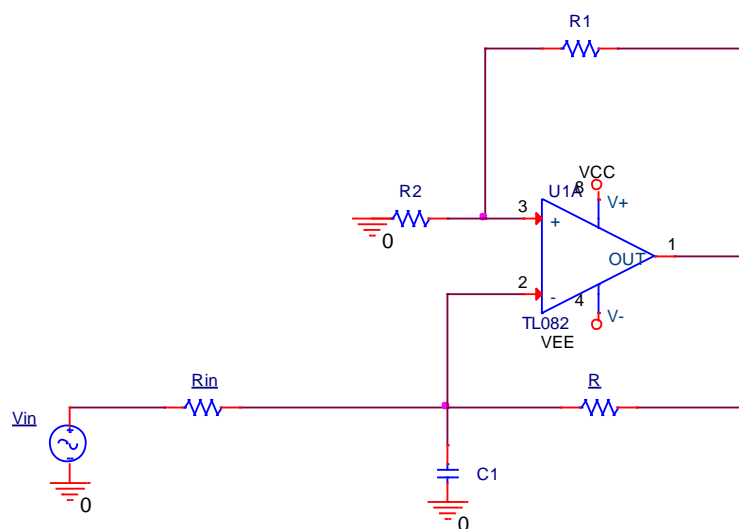 R1
VCC
U1A
8
R2
3
V+
+
0
1
OUT
2
-
4
TL082
V-
VEE
Rin
R
Vin
+
-
C1
0
0